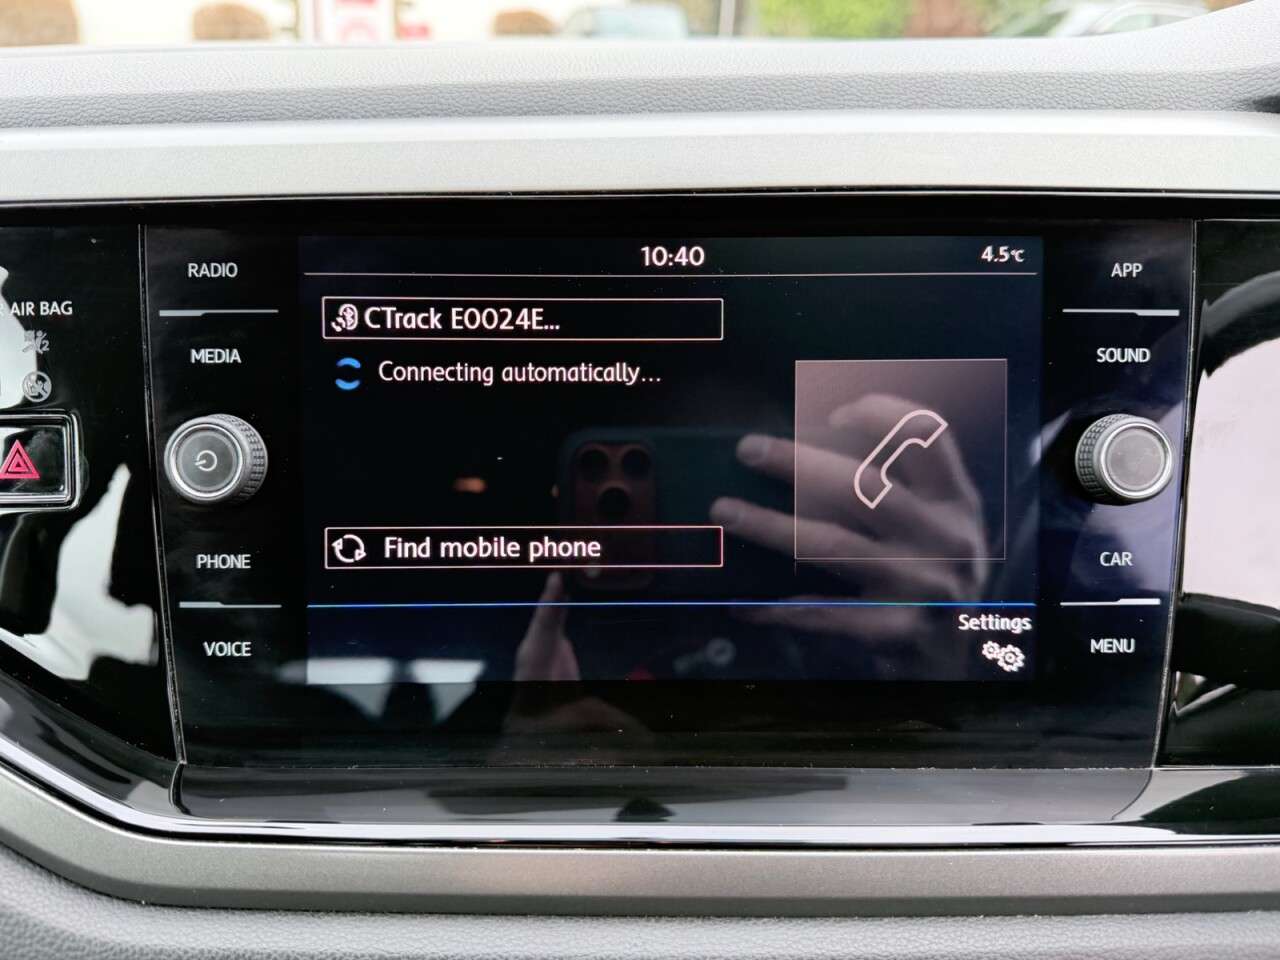 10:40
4.5°C
RADIO
MEDIA
PHONE
VOICE
AIR BAG
CTrack E0024E...
Connecting automatically...
Find mobile phone
Settings
APP
SOUND
CAR
MENU